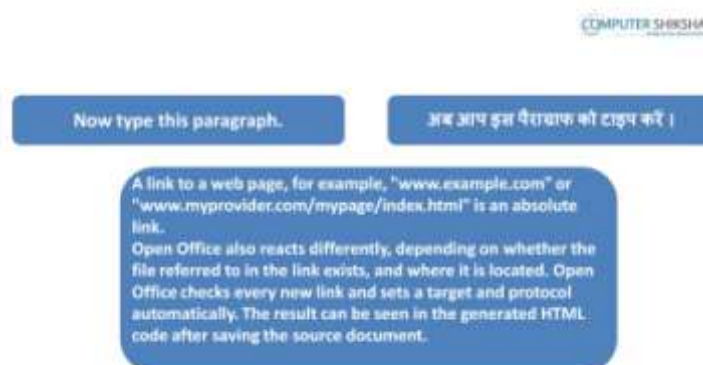 COMPUTER SHIKSHA
Now type this paragraph.
अब आप इस पैराग्राफ को टाइप करें ।
A link to a web page, for example, "www.example.com" or
"www.myprovider.com/mypage/index.html" is an absolute
link.
Open Office also reacts differently, depending on whether the
file referred to in the link exists, and where it is located. Open
Office checks every new link and sets a target and protocol
automatically. The result can be seen in the generated HTML
code after saving the source document.